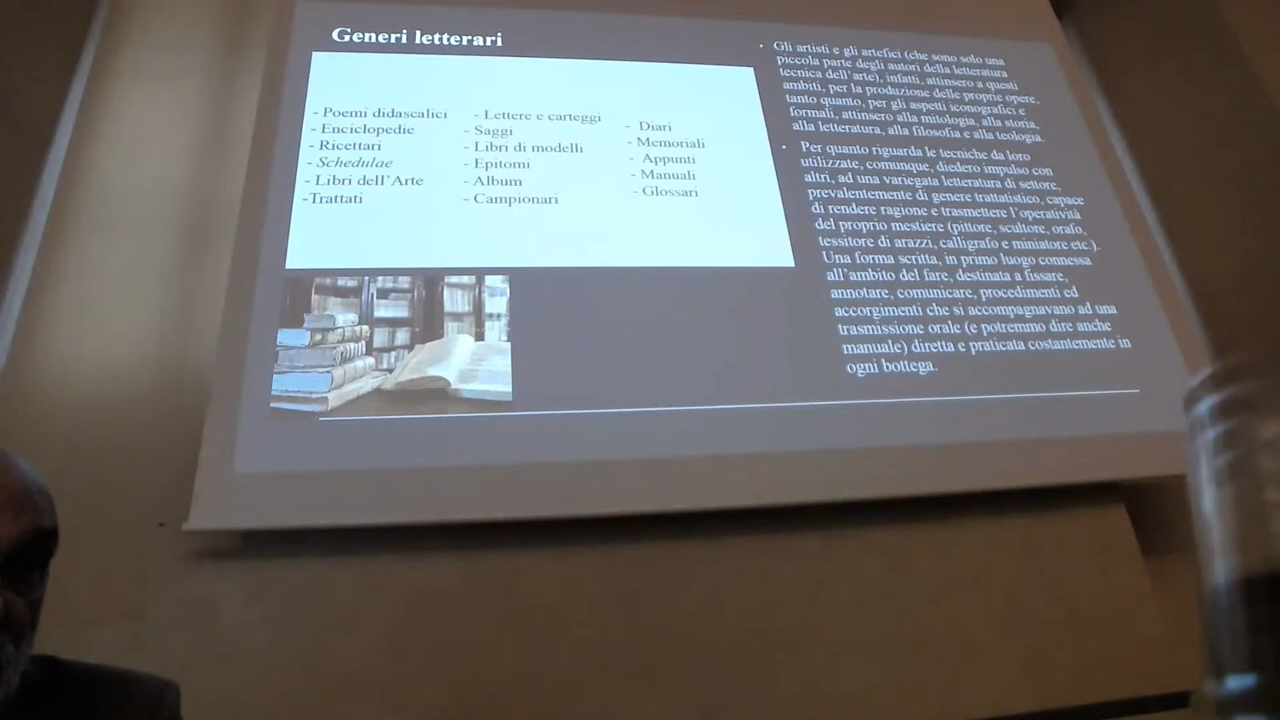 Generi letterari
- Poemi didascalici
- Enciclopedie
- Ricettari
- Schedulae
- Libri dell'Arte
-Trattati
- Lettere e carteggi
- Saggi
- Libri di modelli
- Epitomi
- Album
- Campionari
- Diari
- Memoriali
- Appunti
- Manuali
- Glossari
• Gli artisti e gli artefici (che sono solo una
piccola parte degli autori della letteratura
tecnica dell'arte), infatti, attinsero a questi
ambiti, per la produzione delle proprie opere,
tanto quanto, per gli aspetti iconografici e
formali, attinsero alla mitologia, alla storia,
alla letteratura, alla filosofia e alla teologia.
• Per quanto riguarda le tecniche da loro
utilizzate, comunque, diedero impulso con
altri, ad una variegata letteratura di settore,
prevalentemente di genere trattatistico, capace
di rendere ragione e trasmettere l'operatività
del proprio mestiere (pittore, scultore, orafo,
tessitore di arazzi, calligrafo e miniatore etc.).
Una forma scritta, in primo luogo connessa
all'ambito del fare, destinata a fissare,
annotare, comunicare, procedimenti ed
accorgimenti che si accompagnavano ad una
trasmissione orale (e potremmo dire anche
manuale) diretta e praticata costantemente in
ogni bottega.